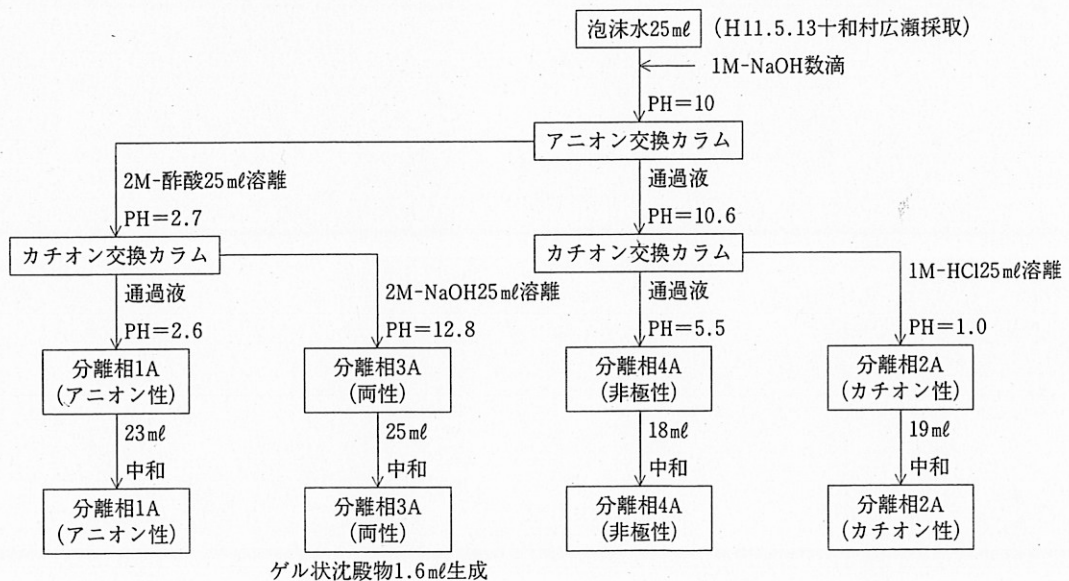 泡沫水25㎖ (H11.5.13十和村広瀬採取)
1M-NaOH数滴
PH=10
アニオン交換カラム
2M-酢酸25㎖溶離
通過液
PH=2.7
PH=10.6
カチオン交換カラム
カチオン交換カラム
通過液
2M-NaOH25㎖溶離
通過液
1M-HCl25㎖溶離
PH=2.6
PH=12.8
PH=5.5
PH=1.0
分離相1A
(アニオン性)
分離相3A
(両性)
分離相4A
(非極性)
分離相2A
(カチオン性)
23㎖
25㎖
18㎖
19㎖
中和
中和
中和
中和
分離相1A
(アニオン性)
分離相3A
(両性)
分離相4A
(非極性)
分離相2A
(カチオン性)
ゲル状沈殿物1.6㎖生成